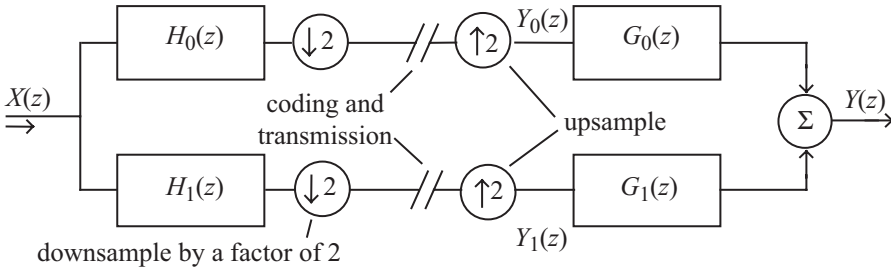 H₀(z)
↓2
↑2
Y₀(z)
G₀(z)
X(z)
coding and
transmission
upsample
Σ
Y(z)
H₁(z)
↓2
↑2
G₁(z)
Y₁(z)
downsample by a factor of 2